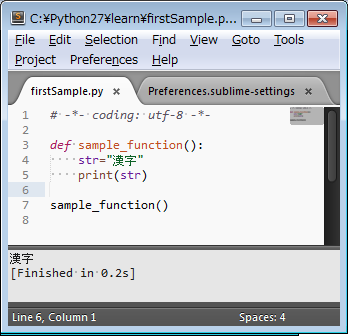 C:¥Python27¥learn¥firstSample.p...
File Edit Selection Find View Goto Tools
Project Preferences Help
firstSample.py × Preferences.sublime-settings ×
1 # -*- coding: utf-8 -*-
2
3 def sample_function():
4 ····str="漢字"
5 ····print(str)
6
7 sample_function()
8
漢字
[Finished in 0.2s]
Line 6, Column 1 Spaces: 4